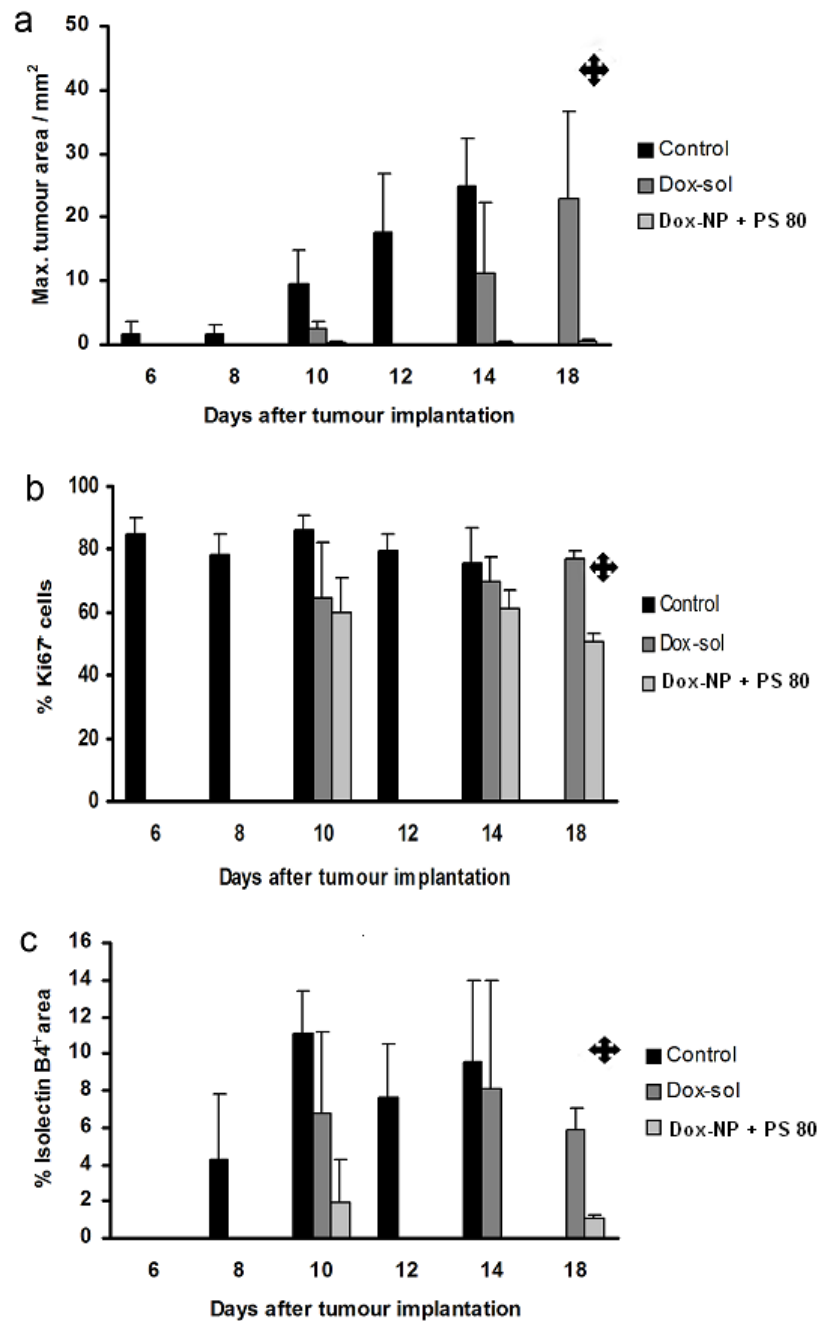 a
Max. tumour area / mm²
50
40
30
20
10
0
6 8 10 12 14 18
Days after tumour implantation
Control
Dox-sol
Dox-NP + PS 80
b
% Ki67⁺ cells
100
80
60
40
20
0
6 8 10 12 14 18
Days after tumour implantation
Control
Dox-sol
Dox-NP + PS 80
c
% Isolectin B4⁺ area
16
14
12
10
8
6
4
2
0
6 8 10 12 14 18
Days after tumour implantation
Control
Dox-sol
Dox-NP + PS 80